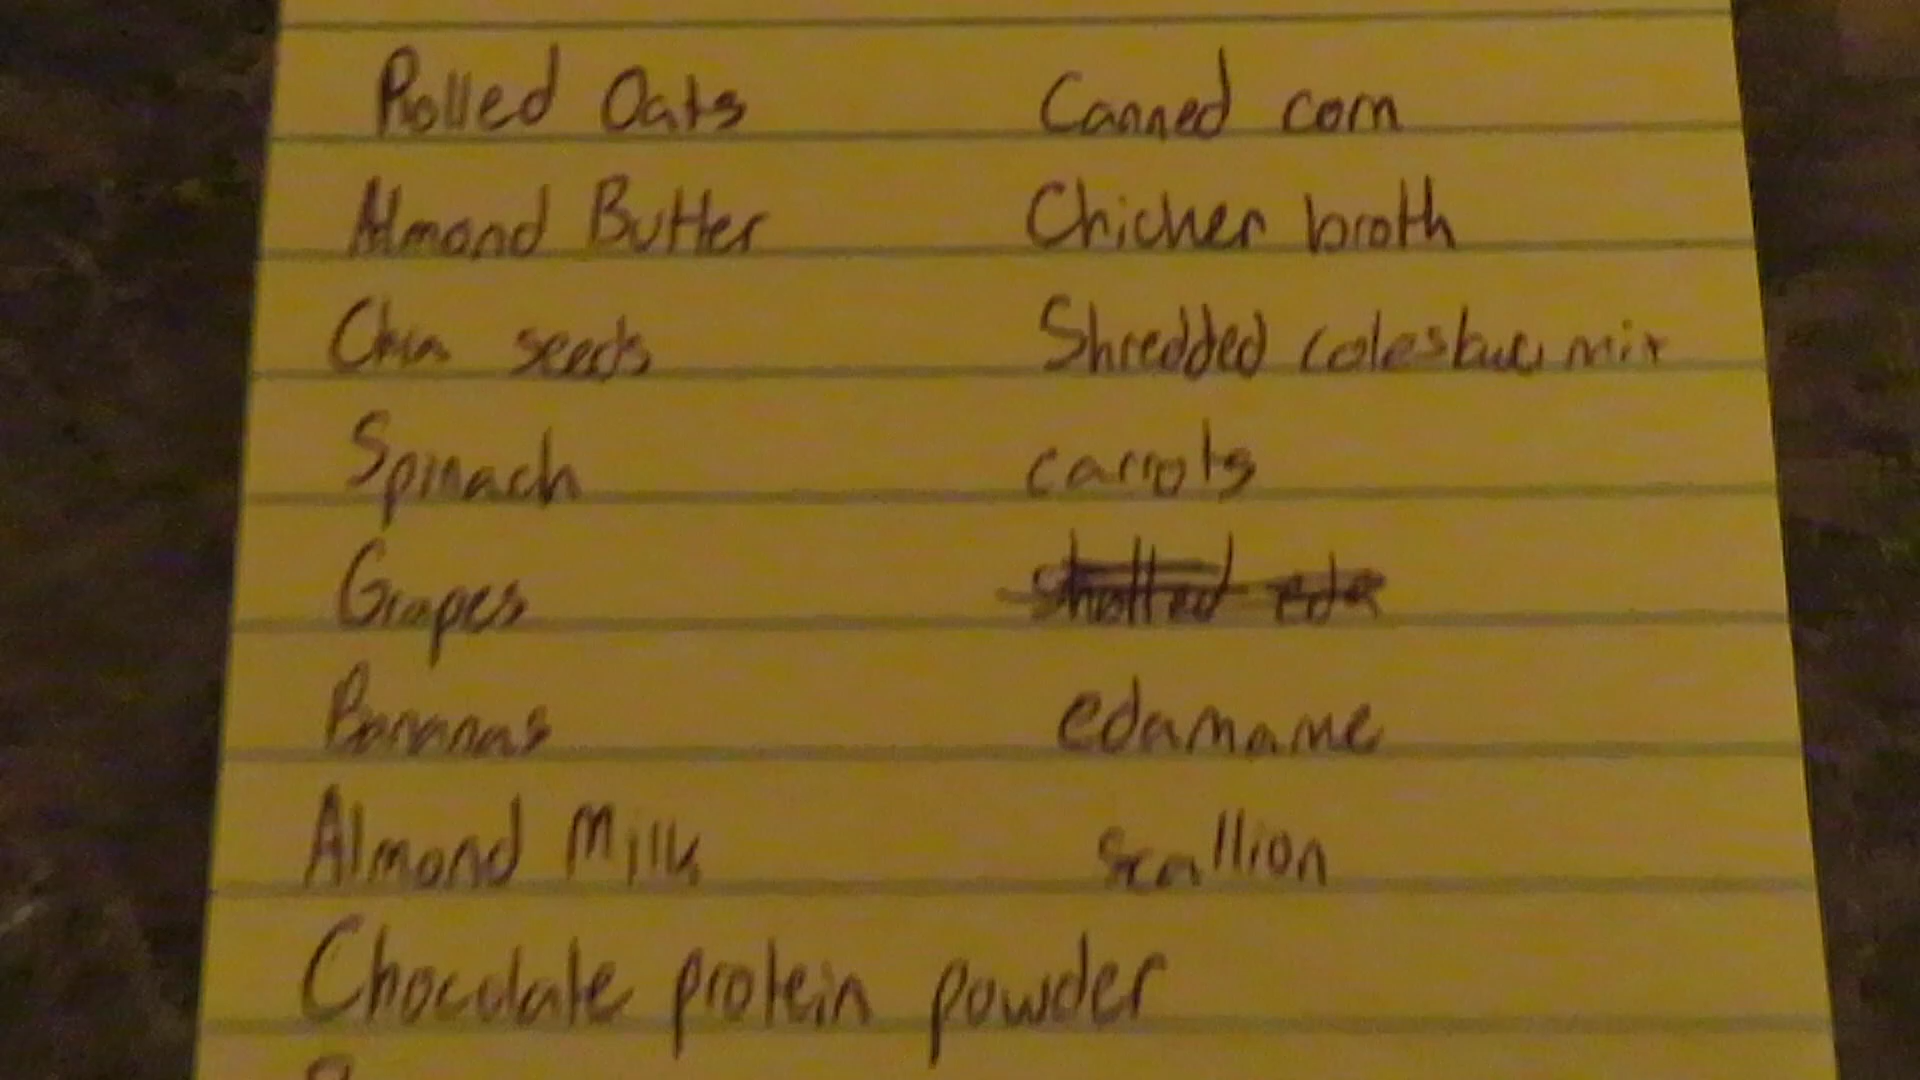 Rolled Oats
Almond Butter
Chia seeds
Spinach
Grapes
Bananas
Almond Milk
Chocolate protein powder
Canned corn
Chicken broth
Shredded coleslaw mix
carrots
edamame
scallion